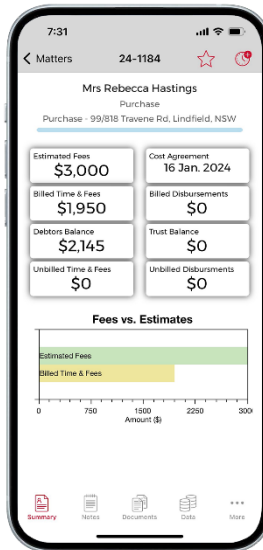 7:31
Matters 24-1184
Mrs Rebecca Hastings
Purchase
Purchase - 99/818 Travene Rd, Lindfield, NSW
Estimated Fees Cost Agreement
$3,000 16 Jan, 2024
Billed Time & Fees Billed Disbursements
$1,950 $0
Debtors Balance Trust Balance
$2,145 $0
Unbilled Time & Fees Unbilled Disbursments
$0 $0
Fees vs. Estimates
Estimated Fees
Billed Time & Fees
0 750 1500 2250 300
Amount ($)
Summary Notes Documents Data More